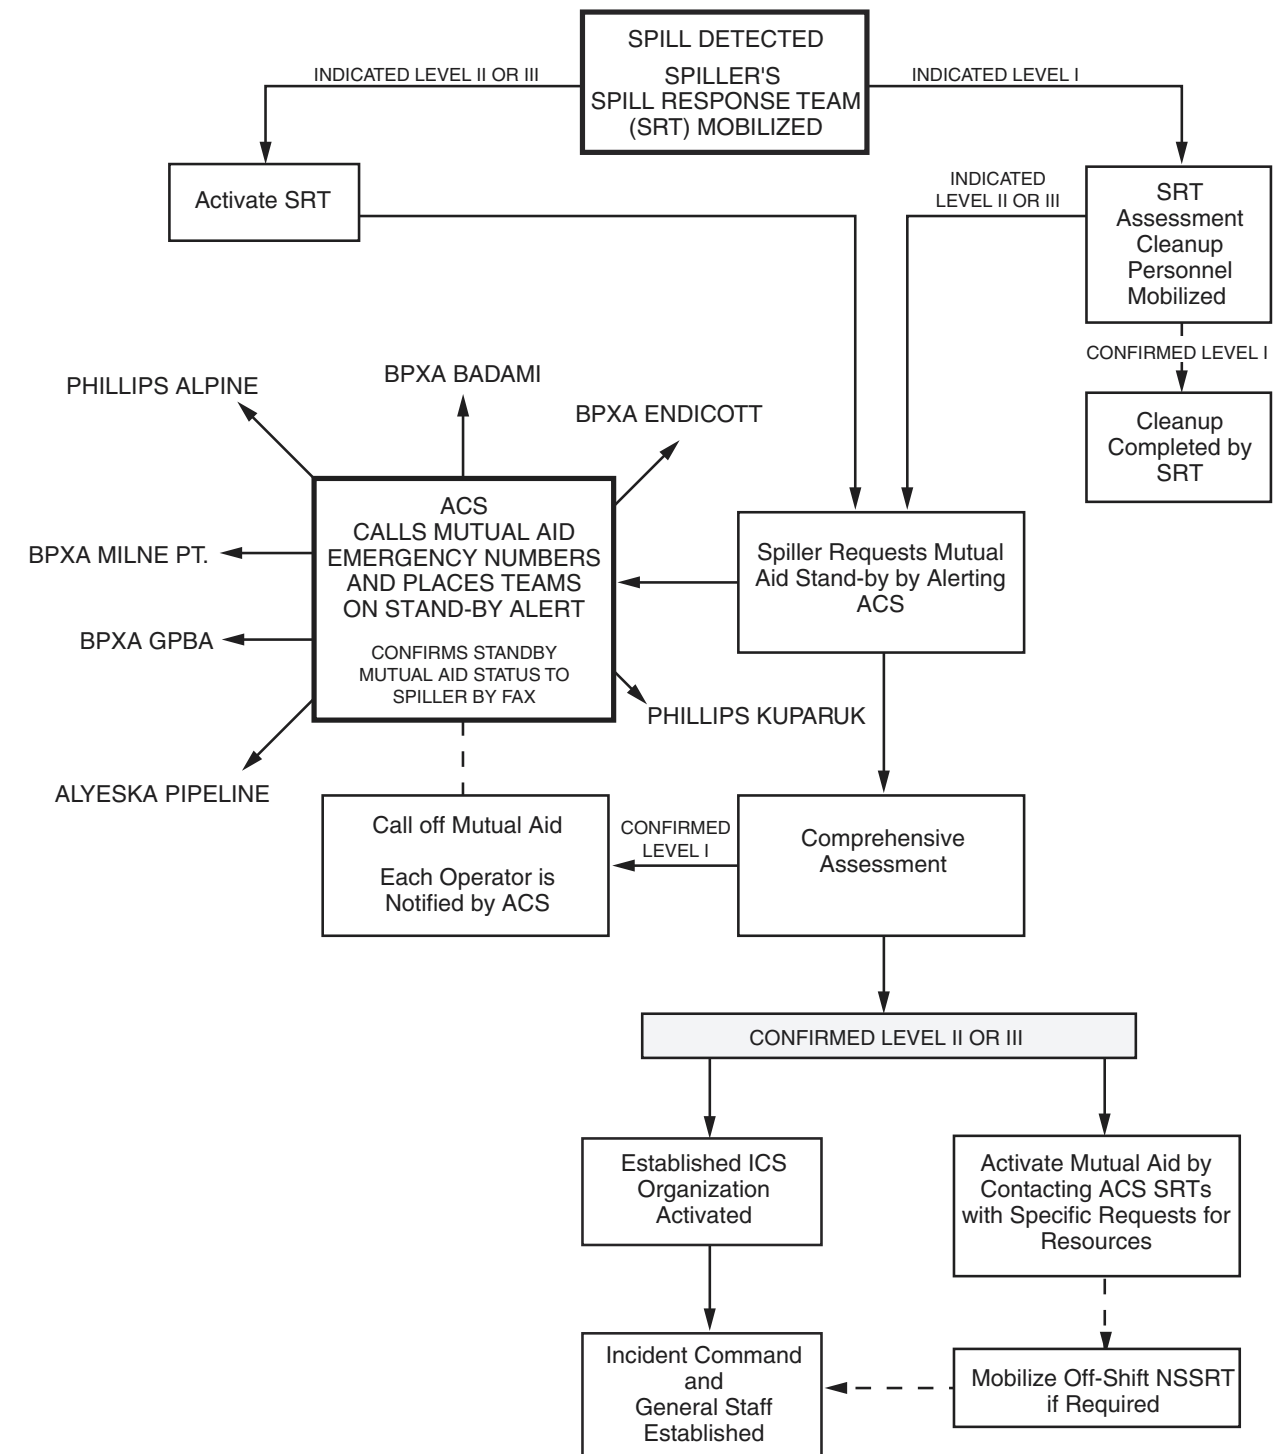 SPILL DETECTED
SPILLER'S
SPILL RESPONSE TEAM
(SRT) MOBILIZED
INDICATED LEVEL II OR III
INDICATED LEVEL I
Activate SRT
INDICATED
LEVEL II OR III
SRT
Assessment
Cleanup
Personnel
Mobilized
CONFIRMED LEVEL I
Cleanup
Completed by
SRT
PHILLIPS ALPINE
BPXA BADAMI
BPXA ENDICOTT
BPXA MILNE PT.
BPXA GPBA
ALYESKA PIPELINE
PHILLIPS KUPARUK
ACS
CALLS MUTUAL AID
EMERGENCY NUMBERS
AND PLACES TEAMS
ON STAND-BY ALERT
CONFIRMS STANDBY
MUTUAL AID STATUS TO
SPILLER BY FAX
Spiller Requests Mutual
Aid Stand-by by Alerting
ACS
Call off Mutual Aid
Each Operator is
Notified by ACS
CONFIRMED
LEVEL I
Comprehensive
Assessment
CONFIRMED LEVEL II OR III
Established ICS
Organization
Activated
Activate Mutual Aid by
Contacting ACS SRTs
with Specific Requests for
Resources
Incident Command
and
General Staff
Established
Mobilize Off-Shift NSSRT
if Required